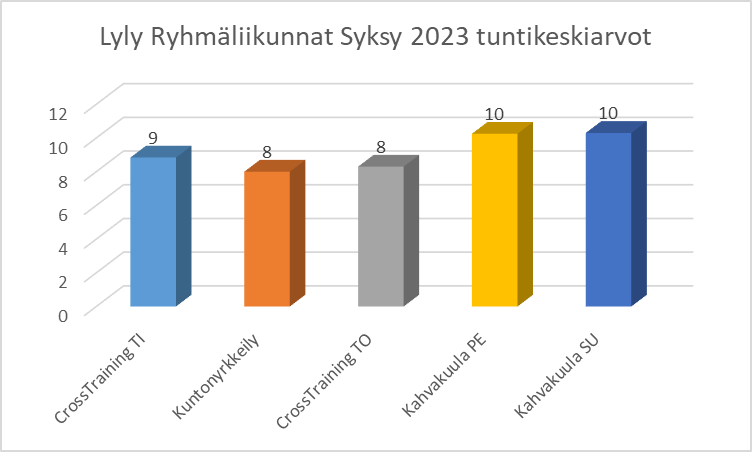 Lyly Ryhmäliikunnat Syksy 2023 tuntikeskiarvot
12
10
8
6
4
2
0
9
8
8
10
10
CrossTraining TI
Kuntonyrkkeily
CrossTraining TO
Kahvakuula PE
Kahvakuula SU